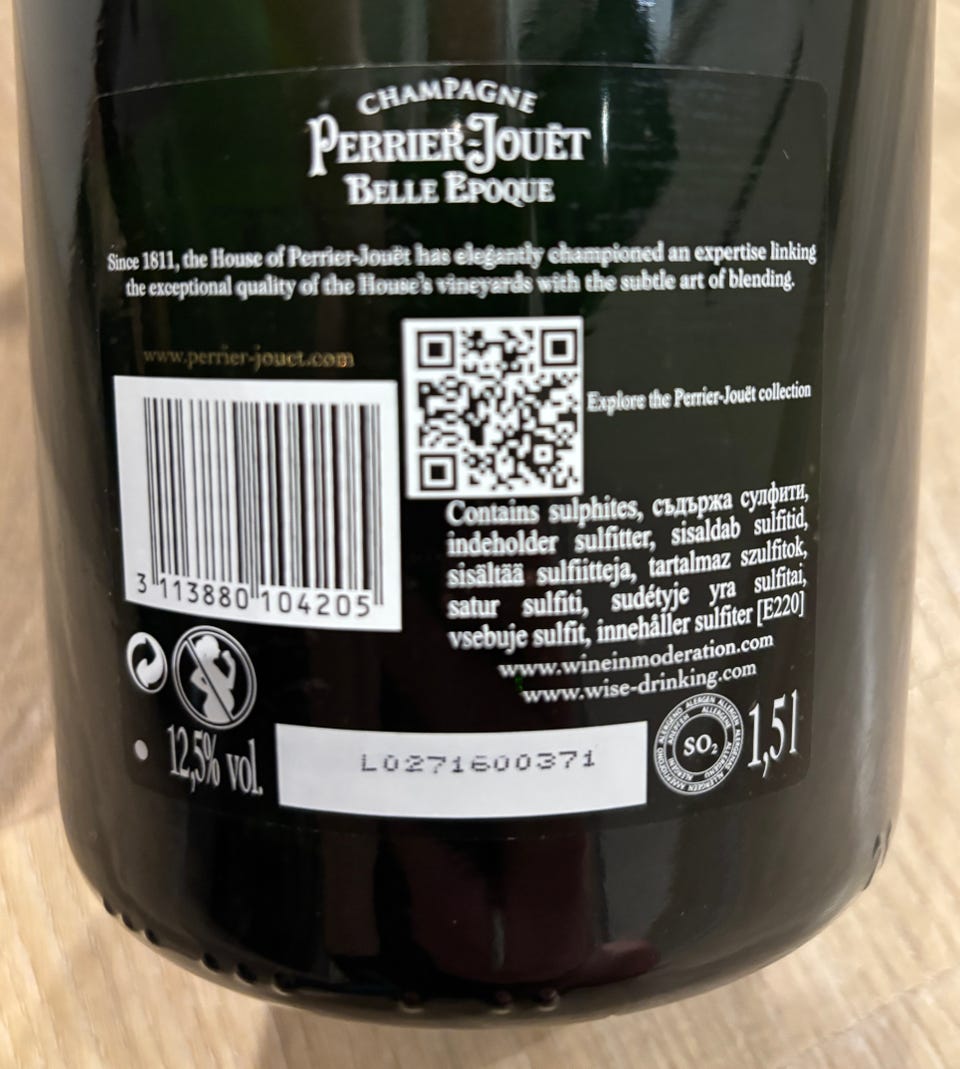 CHAMPAGNE
PERRIER-JOUËT
BELLE EPOQUE
Since 1811, the House of Perrier-Jouët has elegantly championed an expertise linking
the exceptional quality of the House's vineyards with the subtle art of blending.
www.perrier-jouet.com
Explore the Perrier-Jouët collection
3 113880 104205
Contains sulphites, съдържа сулфити,
indeholder sulfitter, sisaldab sulfitid,
sisältää sulfiitteja, tartalmaz szulfitok,
satur sulfiti, sudėtyje yra sulfitai,
vsebuje sulfit, innehåller sulfiter [E220]
www.wineinmoderation.com
www.wise-drinking.com
12,5% vol.
L0271600371
SO₂
1,5l